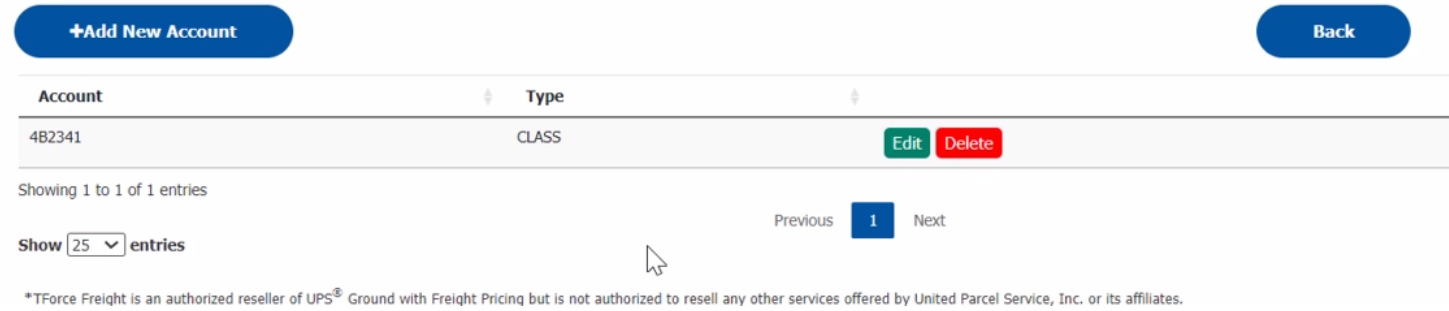 +Add New Account Back
Account Type
4B2341 CLASS Edit Delete
Showing 1 to 1 of 1 entries
Previous 1 Next
Show 25 entries
*TForce Freight is an authorized reseller of UPS® Ground with Freight Pricing but is not authorized to resell any other services offered by United Parcel Service, Inc. or its affiliates.